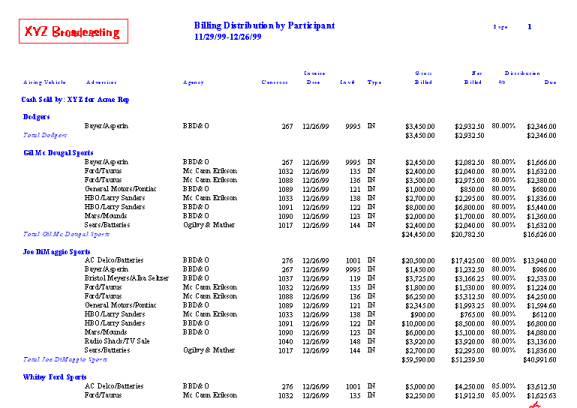 XYZ Broadcasting
Billing Distribution by Participant
Page 1
11/29/99-12/26/99
Invoice Gross Net Distribution
Airing Vehicle Advertiser Agency Contract Date Inv# Type Billed Billed % Due
Cash Sold by: XYZ for Acme Rep
Dodgers
Bayer/Asperin BBD&O 267 12/26/99 9995 IN $3,450.00 $2,932.50 80.00% $2,346.00
Total Dodgers $3,450.00 $2,932.50 $2,346.00
Gil Mc Dougal Sports
Bayer/Asperin BBD&O 267 12/26/99 9995 IN $2,450.00 $2,082.50 80.00% $1,666.00
Ford/Taurus Mc Cann Erikson 1032 12/26/99 135 IN $2,400.00 $2,040.00 80.00% $1,632.00
Ford/Taurus Mc Cann Erikson 1088 12/26/99 136 IN $3,500.00 $2,975.00 80.00% $2,380.00
General Motors/Pontiac BBD&O 1089 12/26/99 121 IN $1,000.00 $850.00 80.00% $680.00
HBO/Larry Sanders Mc Cann Erikson 1033 12/26/99 138 IN $2,700.00 $2,295.00 80.00% $1,836.00
HBO/Larry Sanders BBD&O 1091 12/26/99 122 IN $8,000.00 $6,800.00 80.00% $5,440.00
Mars/Mounds BBD&O 1090 12/26/99 123 IN $2,000.00 $1,700.00 80.00% $1,360.00
Sears/Batteries Ogilvy & Mather 1017 12/26/99 144 IN $2,400.00 $2,040.00 80.00% $1,632.00
Total Gil Mc Dougal Sports $24,450.00 $20,782.50 $16,626.00
Joe DiMaggio Sports
AC Delco/Batteries BBD&O 276 12/26/99 1001 IN $20,500.00 $17,425.00 80.00% $13,940.00
Bayer/Asperin BBD&O 267 12/26/99 9995 IN $1,450.00 $1,232.50 80.00% $986.00
Bristol Meyers/Alka Seltzer BBD&O 1037 12/26/99 119 IN $3,725.00 $3,166.25 80.00% $2,533.00
Ford/Taurus Mc Cann Erikson 1032 12/26/99 135 IN $1,800.00 $1,530.00 80.00% $1,224.00
Ford/Taurus Mc Cann Erikson 1088 12/26/99 136 IN $6,250.00 $5,312.50 80.00% $4,250.00
General Motors/Pontiac BBD&O 1089 12/26/99 121 IN $2,345.00 $1,993.25 80.00% $1,594.60
HBO/Larry Sanders Mc Cann Erikson 1033 12/26/99 138 IN $900.00 $765.00 80.00% $612.00
HBO/Larry Sanders BBD&O 1091 12/26/99 122 IN $10,000.00 $8,500.00 80.00% $6,800.00
Mars/Mounds BBD&O 1090 12/26/99 123 IN $6,000.00 $5,100.00 80.00% $4,080.00
Radio Shack/TV Sale 1040 12/26/99 148 IN $3,920.00 $3,920.00 80.00% $3,136.00
Sears/Batteries Ogilvy & Mather 1017 12/26/99 144 IN $2,700.00 $2,295.00 80.00% $1,836.00
Total Joe DiMaggio Sports $59,590.00 $51,239.50 $40,991.60
Whitey Ford Sports
AC Delco/Batteries BBD&O 276 12/26/99 1001 IN $5,000.00 $4,250.00 85.00% $3,612.50
Ford/Taurus Mc Cann Erikson 1032 12/26/99 135 IN $2,250.00 $1,912.50 85.00% $1,625.63